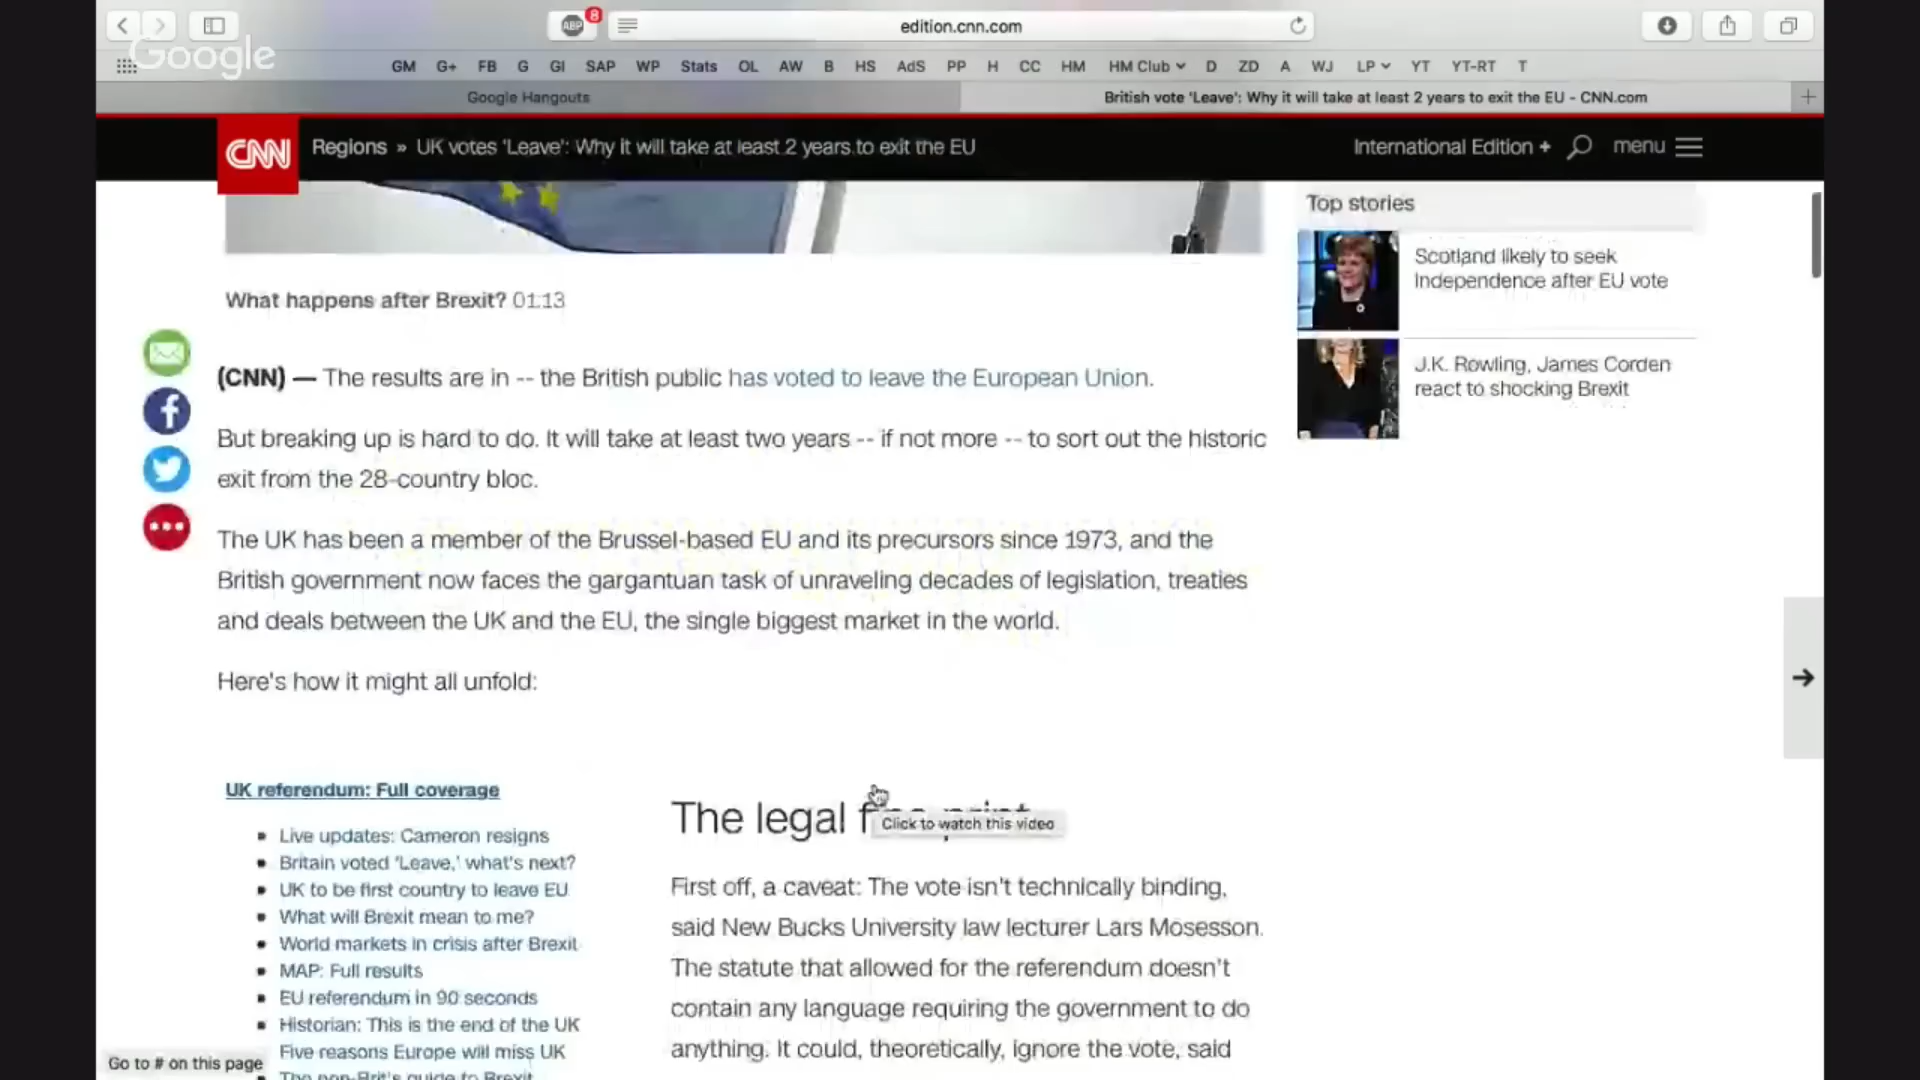 ABP
8
edition.cnn.com
Google
GM G+ FB G GI SAP WP Stats OL AW B HS AdS PP H CC HM HM Club D ZD A WJ LP YT YT-RT T
Google Hangouts
British vote 'Leave': Why it will take at least 2 years to exit the EU - CNN.com
CNN
Regions » UK votes 'Leave': Why it will take at least 2 years to exit the EU
International Edition +
menu
Top stories
Scotland likely to seek
independence after EU vote
J.K. Rowling, James Corden
react to shocking Brexit
What happens after Brexit? 01:13
(CNN) — The results are in -- the British public has voted to leave the European Union.
But breaking up is hard to do. It will take at least two years -- if not more -- to sort out the historic
exit from the 28-country bloc.
The UK has been a member of the Brussel-based EU and its precursors since 1973, and the
British government now faces the gargantuan task of unraveling decades of legislation, treaties
and deals between the UK and the EU, the single biggest market in the world.
Here's how it might all unfold:
UK referendum: Full coverage
Live updates: Cameron resigns
Britain voted 'Leave,' what's next?
UK to be first country to leave EU
What will Brexit mean to me?
World markets in crisis after Brexit
MAP: Full results
EU referendum in 90 seconds
Historian: This is the end of the UK
Five reasons Europe will miss UK
The non-Brit's guide to Brexit
The legal fine print
Click to watch this video
First off, a caveat: The vote isn't technically binding,
said New Bucks University law lecturer Lars Mosesson.
The statute that allowed for the referendum doesn't
contain any language requiring the government to do
anything. It could, theoretically, ignore the vote, said
Go to # on this page